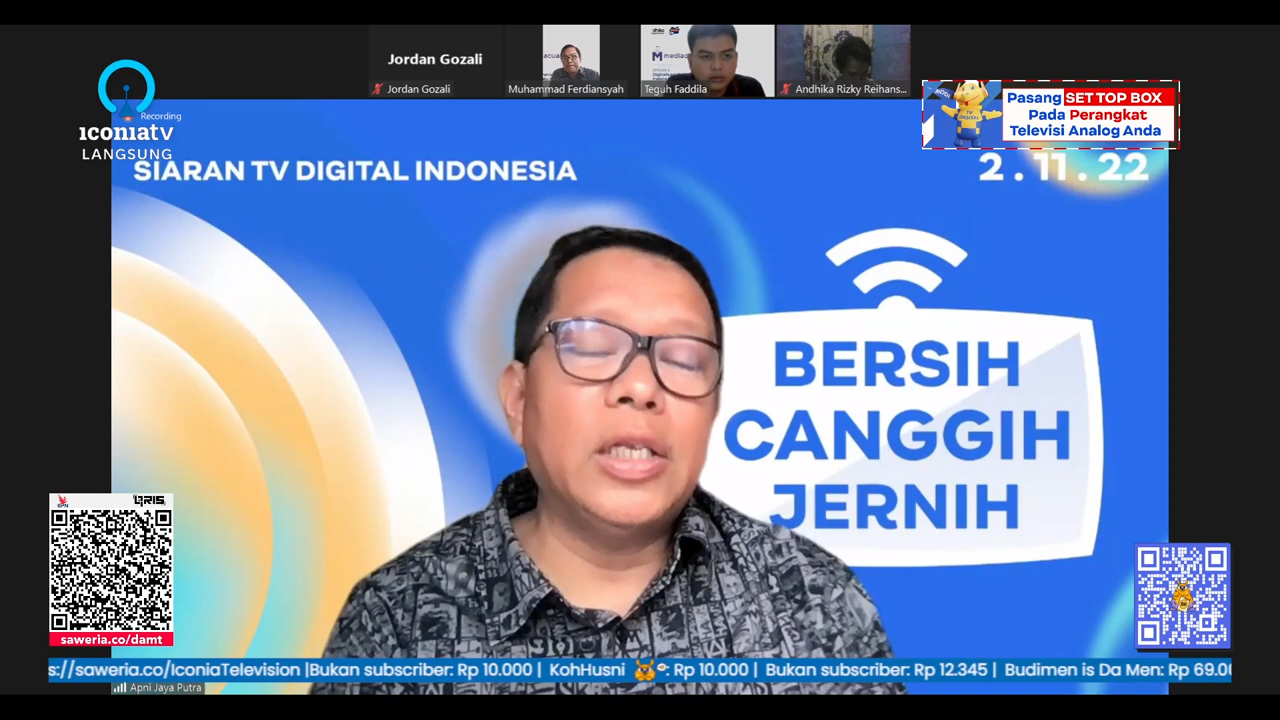 Jordan Gozali
Jordan Gozali
Muhammad Ferdiansyah
Teguh Faddila
Andhika Rizky Reihans...
Recording
iconiatv
LANGSUNG
MODI
TV DIGITAL
Pasang SET TOP BOX
Pada Perangkat
Televisi Analog Anda
SIARAN TV DIGITAL INDONESIA
2 . 11 . 22
BERSIH
CANGGIH
JERNIH
QRIS
saweria.co/damt
s://saweria.co/IconiaTelevision |Bukan subscriber: Rp 10.000 | KohHusni : Rp 10.000 | Bukan subscriber: Rp 12.345 | Budimen is Da Men: Rp 69.00
Apni Jaya Putra